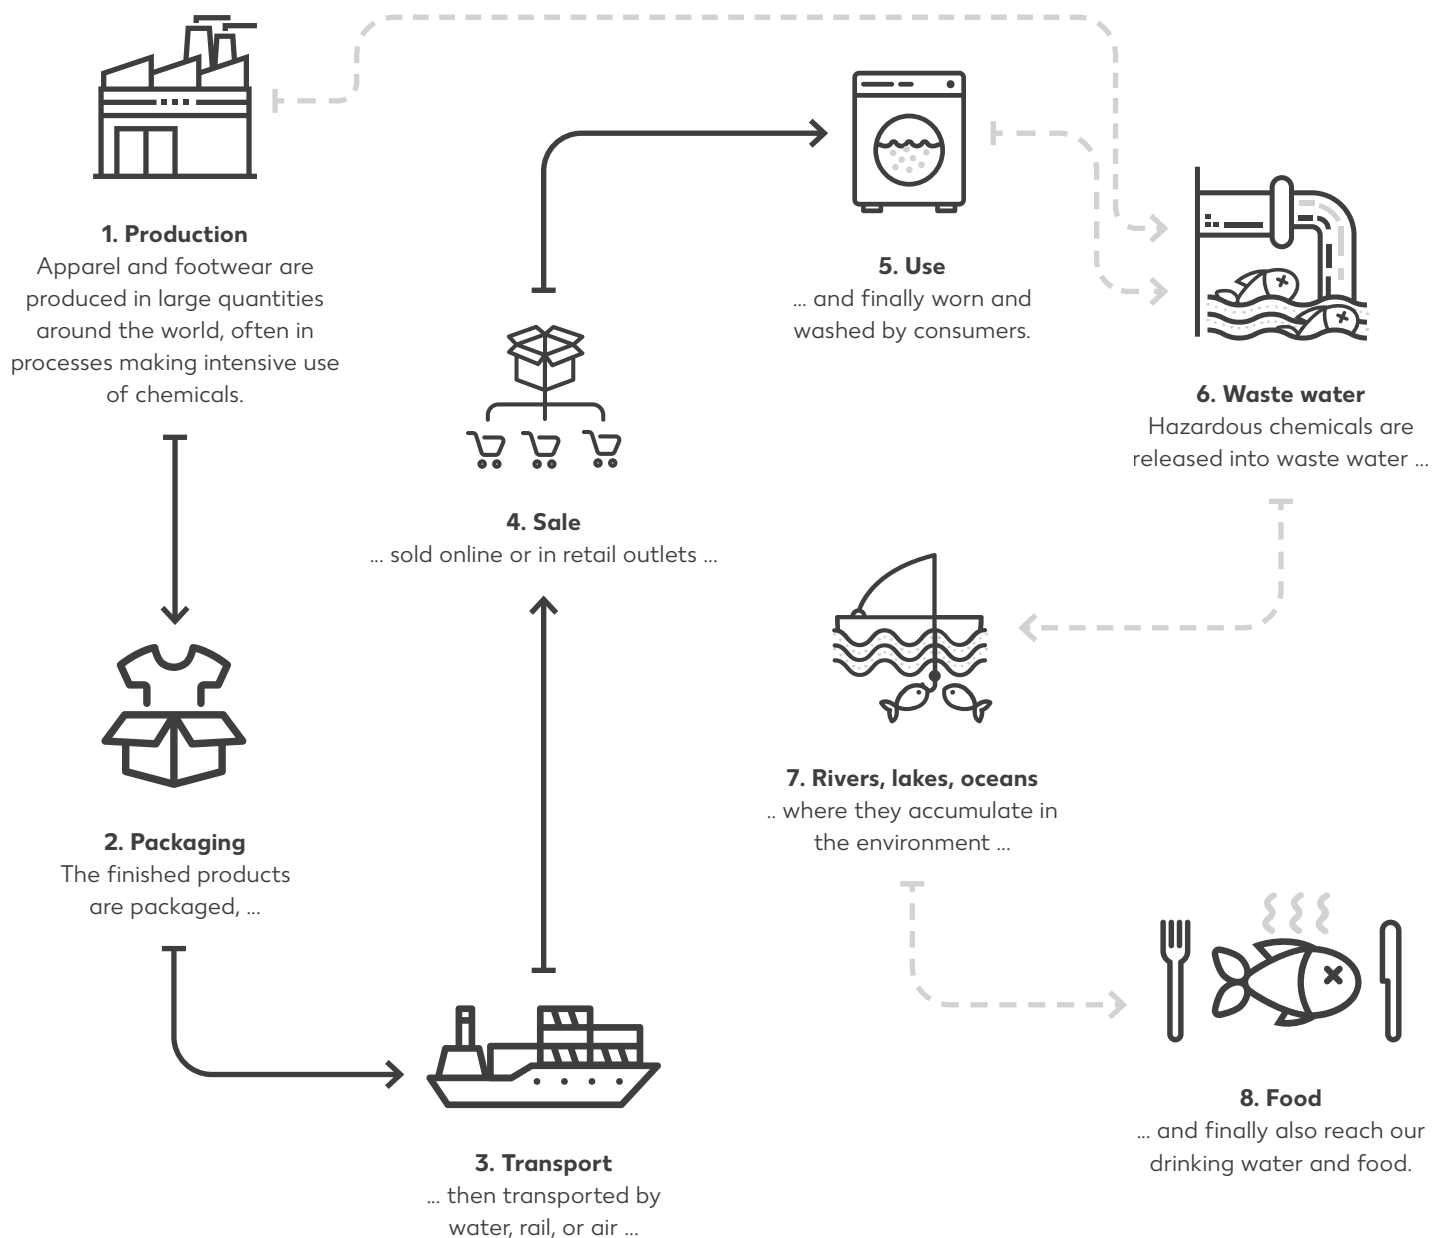 1. Production
Apparel and footwear are
produced in large quantities
around the world, often in
processes making intensive use
of chemicals.
2. Packaging
The finished products
are packaged, ...
3. Transport
... then transported by
water, rail, or air ...
4. Sale
... sold online or in retail outlets ...
5. Use
... and finally worn and
washed by consumers.
6. Waste water
Hazardous chemicals are
released into waste water ...
7. Rivers, lakes, oceans
.. where they accumulate in
the environment ...
8. Food
... and finally also reach our
drinking water and food.